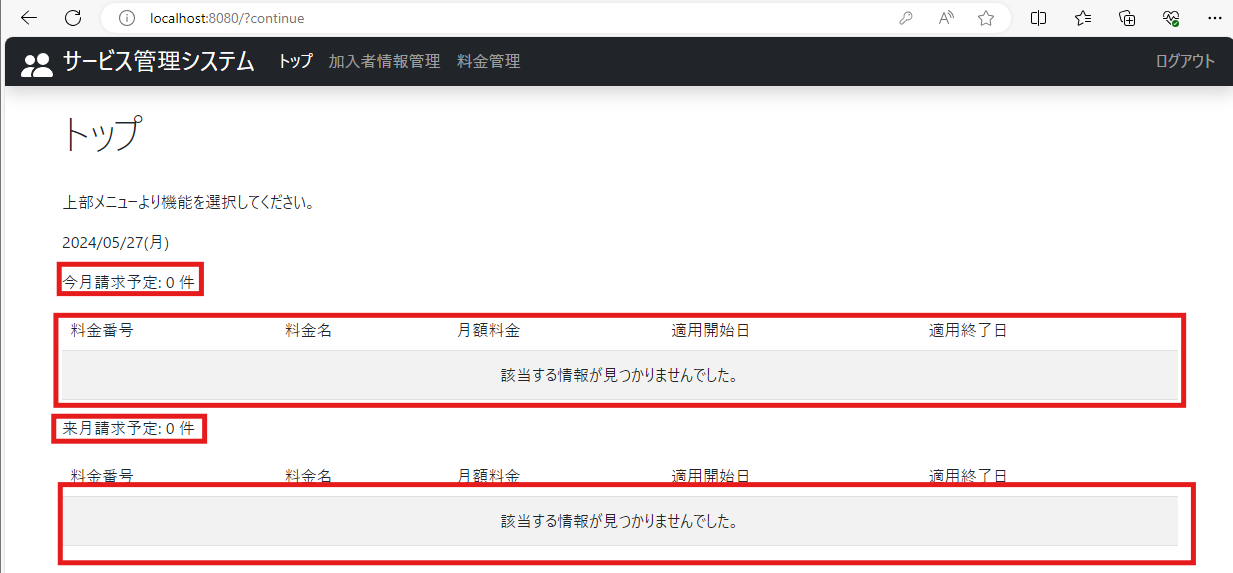 localhost:8080/?continue
サービス管理システム トップ 加入者情報管理 料金管理 ログアウト
トップ
上部メニューより機能を選択してください。
2024/05/27(月)
今月請求予定: 0 件
料金番号 料金名 月額料金 適用開始日 適用終了日
該当する情報が見つかりませんでした。
来月請求予定: 0 件
料金番号 料金名 月額料金 適用開始日 適用終了日
該当する情報が見つかりませんでした。